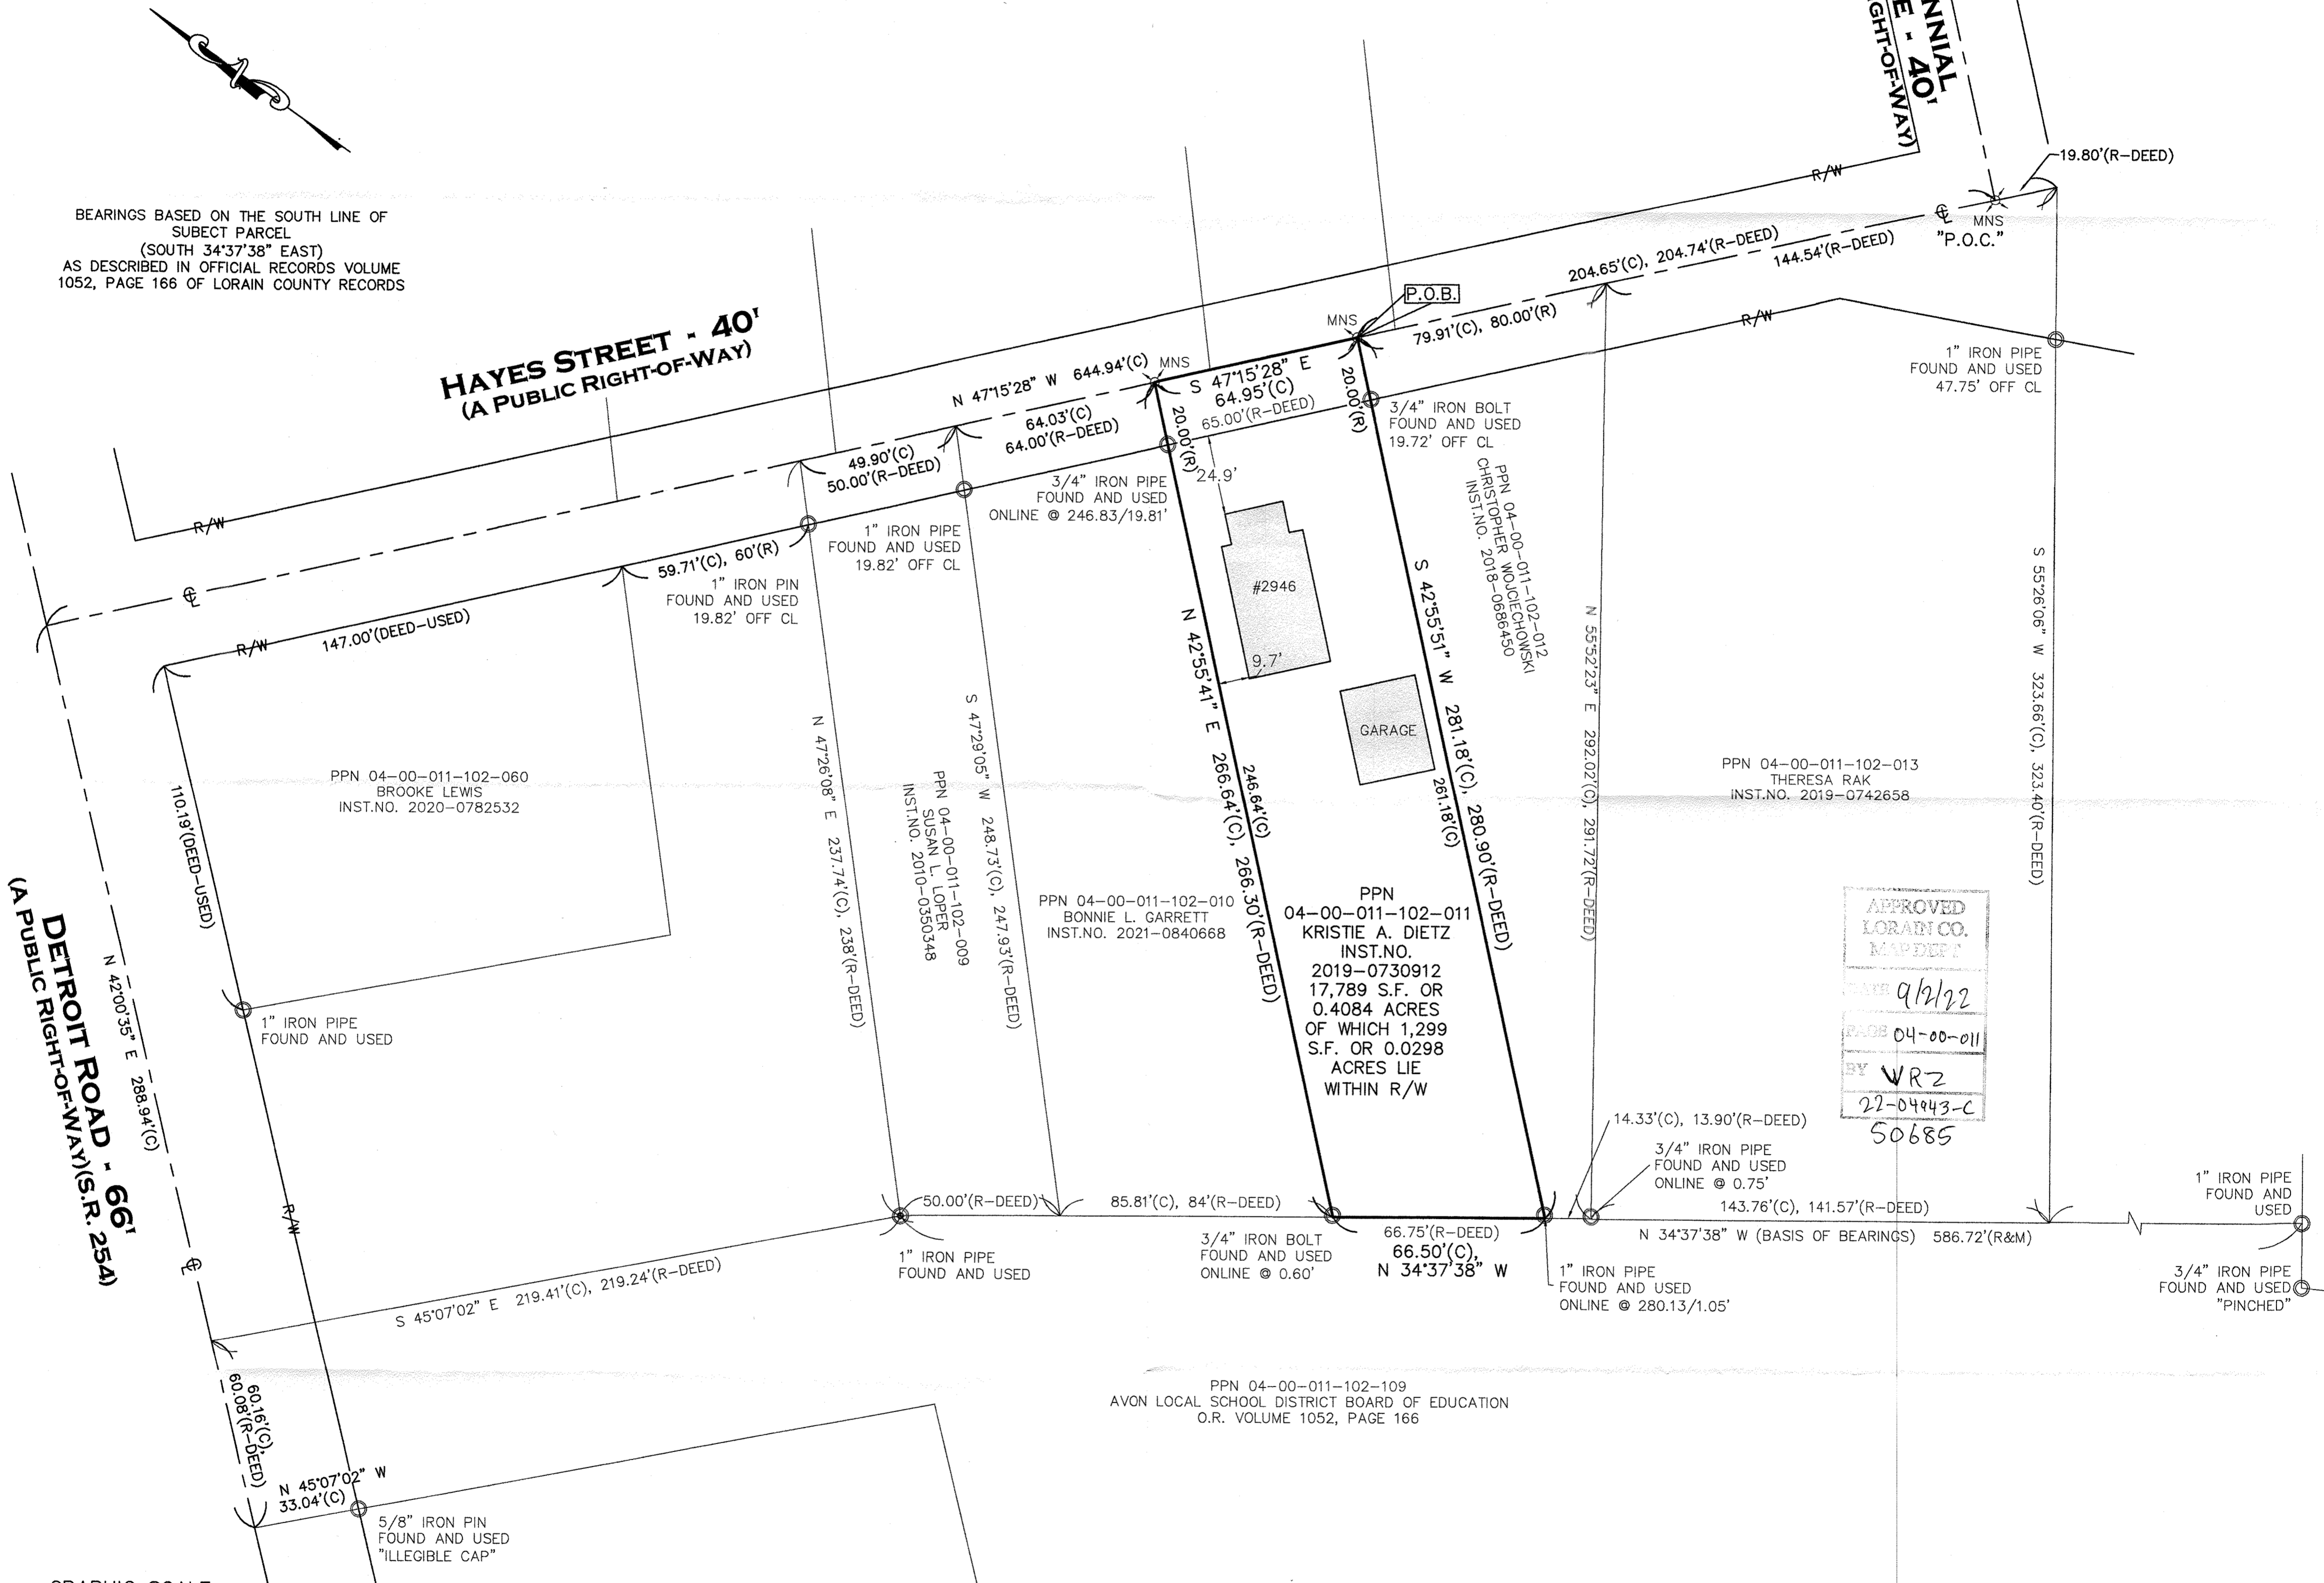 NNIAL
E - 40'
GHT-OF-WAY)
19.80'(R-DEED)
R/W
MNS
"P.O.C."
BEARINGS BASED ON THE SOUTH LINE OF
SUBECT PARCEL
(SOUTH 34°37'38" EAST)
AS DESCRIBED IN OFFICIAL RECORDS VOLUME
1052, PAGE 166 OF LORAIN COUNTY RECORDS
204.65'(C), 204.74'(R-DEED)
144.54'(R-DEED)
P.O.B.
MNS
79.91'(C), 80.00'(R)
R/W
HAYES STREET - 40'
(A PUBLIC RIGHT-OF-WAY)
1" IRON PIPE
FOUND AND USED
47.75' OFF CL
N 47°15'28" W 644.94'(C)
MNS
S 47°15'28" E
64.95'(C)
65.00'(R-DEED)
20.00'(R)
20.00'(R)
3/4" IRON BOLT
FOUND AND USED
19.72' OFF CL
64.03'(C)
64.00'(R-DEED)
49.90'(C)
50.00'(R-DEED)
24.9'
3/4" IRON PIPE
FOUND AND USED
ONLINE @ 246.83/19.81'
PPN 04-00-011-102-012
CHRISTOPHER WOJCIECHOWSKI
INST.NO. 2018-0686450
R/W
1" IRON PIPE
FOUND AND USED
19.82' OFF CL
59.71'(C), 60'(R)
1" IRON PIN
FOUND AND USED
19.82' OFF CL
#2946
147.00'(DEED-USED)
R/W
9.7'
GARAGE
N 42°55'41" E 266.64'(C), 266.30'(R-DEED)
246.64'(C)
S 42°55'51" W 281.18'(C), 280.90'(R-DEED)
261.18'(C)
N 55°52'23" E 292.02'(C), 291.72'(R-DEED)
S 55°26'06" W 323.66'(C), 323.40'(R-DEED)
N 47°26'08" E 237.74'(C), 238'(R-DEED)
S 47°29'05" W 248.73'(C), 247.93'(R-DEED)
PPN 04-00-011-102-060
BROOKE LEWIS
INST.NO. 2020-0782532
PPN 04-00-011-102-009
SUSAN L. LOPER
INST.NO. 2010-0350348
PPN 04-00-011-102-013
THERESA RAK
INST.NO. 2019-0742658
110.19'(DEED-USED)
PPN 04-00-011-102-010
BONNIE L. GARRETT
INST.NO. 2021-0840668
PPN
04-00-011-102-011
KRISTIE A. DIETZ
INST.NO.
2019-0730912
17,789 S.F. OR
0.4084 ACRES
OF WHICH 1,299
S.F. OR 0.0298
ACRES LIE
WITHIN R/W
APPROVED
LORAIN CO.
MAP DEPT
DATE 9/2/22
PAGE 04-00-011
BY WRZ
22-04943-C
50685
DETROIT ROAD - 66'
(A PUBLIC RIGHT-OF-WAY)(S.R. 254)
N 42°00'35" E 288.94'(C)
1" IRON PIPE
FOUND AND USED
R/W
14.33'(C), 13.90'(R-DEED)
3/4" IRON PIPE
FOUND AND USED
ONLINE @ 0.75'
1" IRON PIPE
FOUND AND
USED
50.00'(R-DEED)
85.81'(C), 84'(R-DEED)
143.76'(C), 141.57'(R-DEED)
N 34°37'38" W (BASIS OF BEARINGS) 586.72'(R&M)
66.75'(R-DEED)
66.50'(C),
N 34°37'38" W
3/4" IRON BOLT
FOUND AND USED
ONLINE @ 0.60'
1" IRON PIPE
FOUND AND USED
1" IRON PIPE
FOUND AND USED
ONLINE @ 280.13/1.05'
3/4" IRON PIPE
FOUND AND USED
"PINCHED"
S 45°07'02" E 219.41'(C), 219.24'(R-DEED)
60.16'(C),
60.08'(R-DEED)
PPN 04-00-011-102-109
AVON LOCAL SCHOOL DISTRICT BOARD OF EDUCATION
O.R. VOLUME 1052, PAGE 166
N 45°07'02" W
33.04'(C)
5/8" IRON PIN
FOUND AND USED
"ILLEGIBLE CAP"
GRAPHIC SCALE